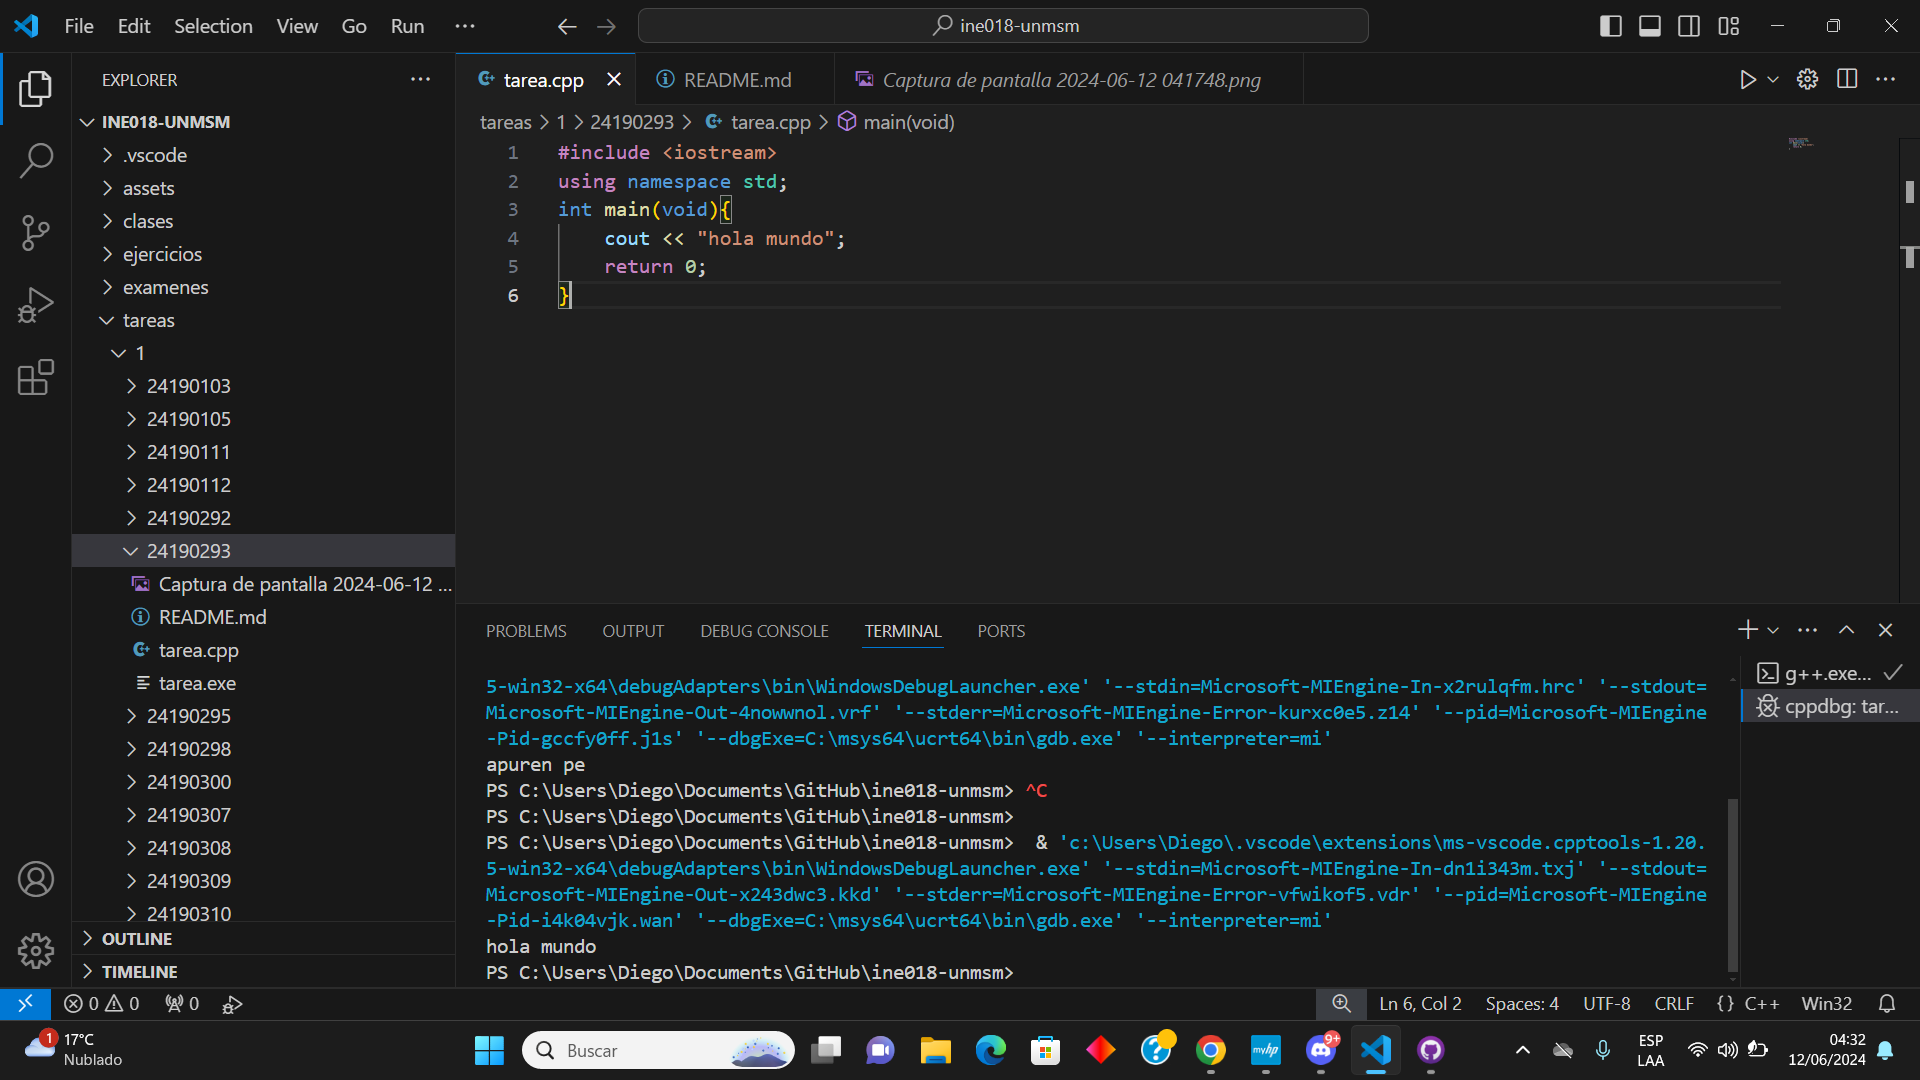 File Edit Selection View Go Run ···
ine018-unmsm
EXPLORER
tarea.cpp
README.md
Captura de pantalla 2024-06-12 041748.png
INE018-UNMSM
.vscode
assets
clases
ejercicios
examenes
tareas
1
24190103
24190105
24190111
24190112
24190292
24190293
Captura de pantalla 2024-06-12 ...
README.md
tarea.cpp
tarea.exe
24190295
24190298
24190300
24190307
24190308
24190309
24190310
OUTLINE
TIMELINE
tareas > 1 > 24190293 > tarea.cpp > main(void)
1 #include <iostream>
2 using namespace std;
3 int main(void){
4 cout << "hola mundo";
5 return 0;
6 }
PROBLEMS OUTPUT DEBUG CONSOLE TERMINAL PORTS
5-win32-x64\debugAdapters\bin\WindowsDebugLauncher.exe' '--stdin=Microsoft-MIEngine-In-x2rulqfm.hrc' '--stdout=
Microsoft-MIEngine-Out-4nowwnol.vrf' '--stderr=Microsoft-MIEngine-Error-kurxc0e5.z14' '--pid=Microsoft-MIEngine
-Pid-gccfy0ff.j1s' '--dbgExe=C:\msys64\ucrt64\bin\gdb.exe' '--interpreter=mi'
apuren pe
PS C:\Users\Diego\Documents\GitHub\ine018-unmsm> ^C
PS C:\Users\Diego\Documents\GitHub\ine018-unmsm>
PS C:\Users\Diego\Documents\GitHub\ine018-unmsm> & 'c:\Users\Diego\.vscode\extensions\ms-vscode.cpptools-1.20.
5-win32-x64\debugAdapters\bin\WindowsDebugLauncher.exe' '--stdin=Microsoft-MIEngine-In-dn1i343m.txj' '--stdout=
Microsoft-MIEngine-Out-x243dwc3.kkd' '--stderr=Microsoft-MIEngine-Error-vfwikof5.vdr' '--pid=Microsoft-MIEngine
-Pid-i4k04vjk.wan' '--dbgExe=C:\msys64\ucrt64\bin\gdb.exe' '--interpreter=mi'
hola mundo
PS C:\Users\Diego\Documents\GitHub\ine018-unmsm>
g++.exe...
cppdbg: tar...
0 0 0
Ln 6, Col 2 Spaces: 4 UTF-8 CRLF {} C++ Win32
1
17°C
Nublado
Buscar
myhp
9+
ESP
LAA
04:32
12/06/2024